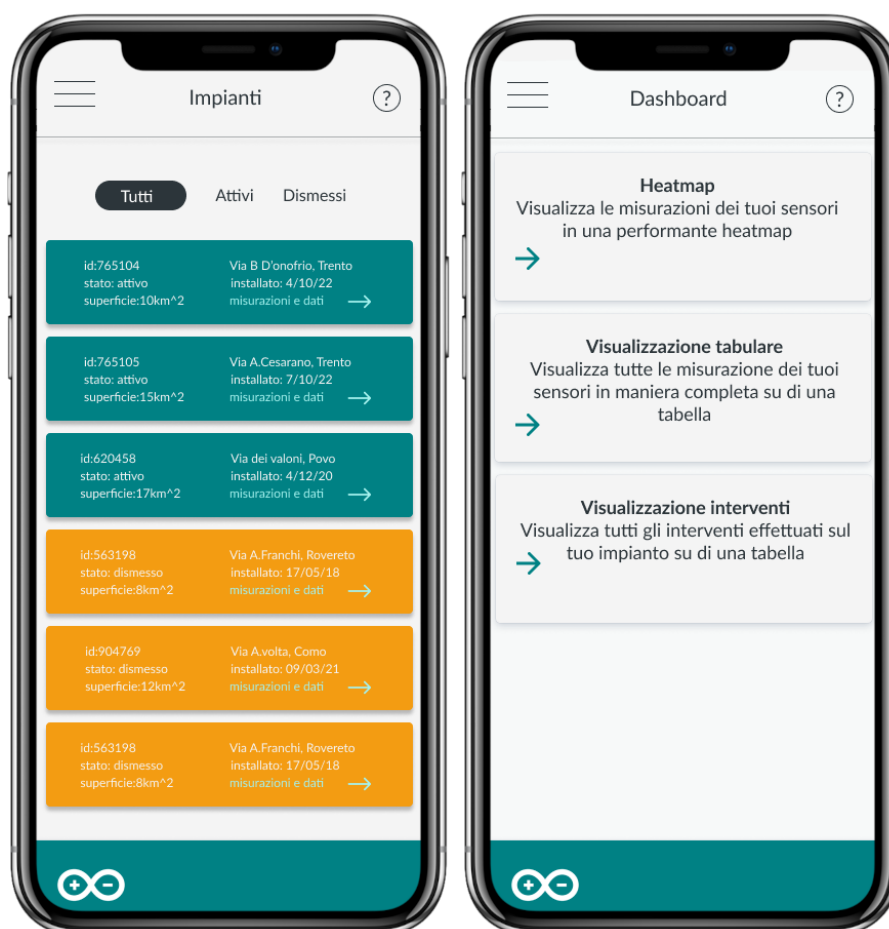 Impianti
?
Tutti Attivi Dismessi
id:765104
stato: attivo
superficie:10km^2
Via B D'onofrio, Trento
installato: 4/10/22
misurazioni e dati
id:765105
stato: attivo
superficie:15km^2
Via A.Cesarano, Trento
installato: 7/10/22
misurazioni e dati
id:620458
stato: attivo
superficie:17km^2
Via dei valoni, Povo
installato: 4/12/20
misurazioni e dati
id:563198
stato: dismesso
superficie:8km^2
Via A.Franchi, Rovereto
installato: 17/05/18
misurazioni e dati
id:904769
stato: dismesso
superficie:12km^2
Via A.volta, Como
installato: 09/03/21
misurazioni e dati
id:563198
stato: dismesso
superficie:8km^2
Via A.Franchi, Rovereto
installato: 17/05/18
misurazioni e dati
Dashboard
?
Heatmap
Visualizza le misurazioni dei tuoi sensori
in una performante heatmap
Visualizzazione tabulare
Visualizza tutte le misurazione dei tuoi
sensori in maniera completa su di una
tabella
Visualizzazione interventi
Visualizza tutti gli interventi effettuati sul
tuo impianto su di una tabella